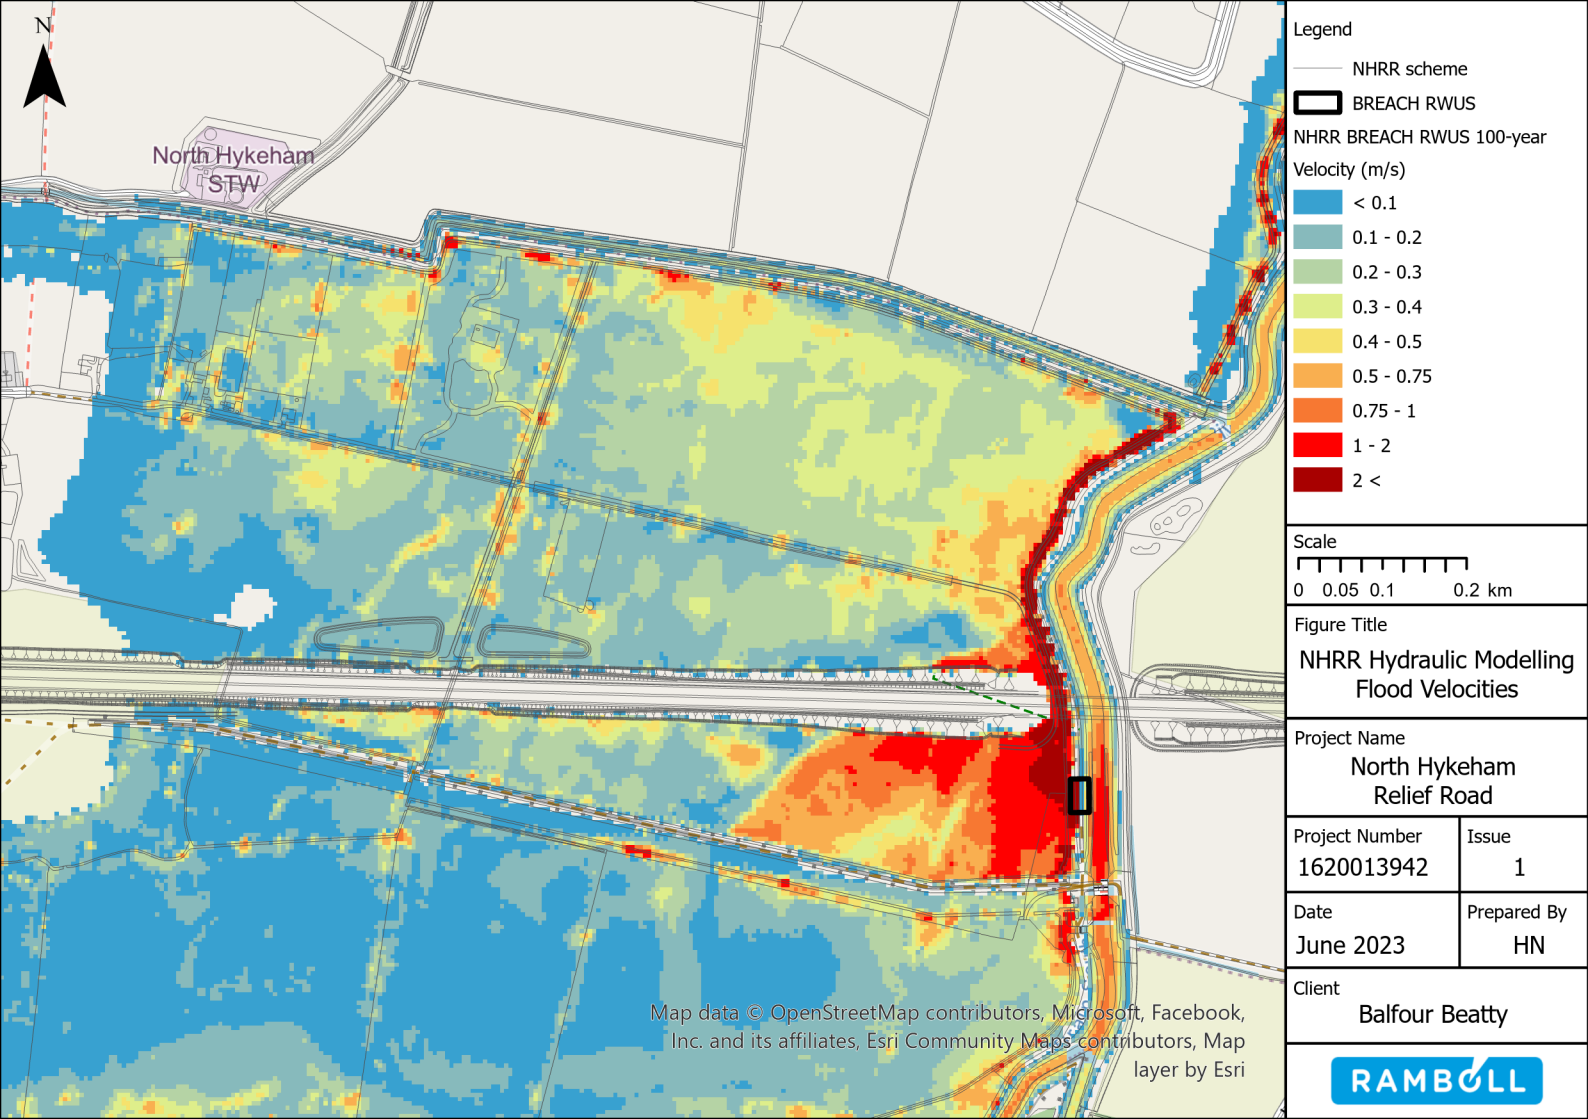 N
North Hykeham
STW
Map data © OpenStreetMap contributors, Microsoft, Facebook,
Inc. and its affiliates, Esri Community Maps contributors, Map
layer by Esri
Legend
NHRR scheme
BREACH RWUS
NHRR BREACH RWUS 100-year
Velocity (m/s)
< 0.1
0.1 - 0.2
0.2 - 0.3
0.3 - 0.4
0.4 - 0.5
0.5 - 0.75
0.75 - 1
1 - 2
2 <
Scale
0 0.05 0.1 0.2 km
Figure Title
NHRR Hydraulic Modelling
Flood Velocities
Project Name
North Hykeham
Relief Road
Project Number
1620013942
Issue
1
Date
June 2023
Prepared By
HN
Client
Balfour Beatty
RAMBOLL